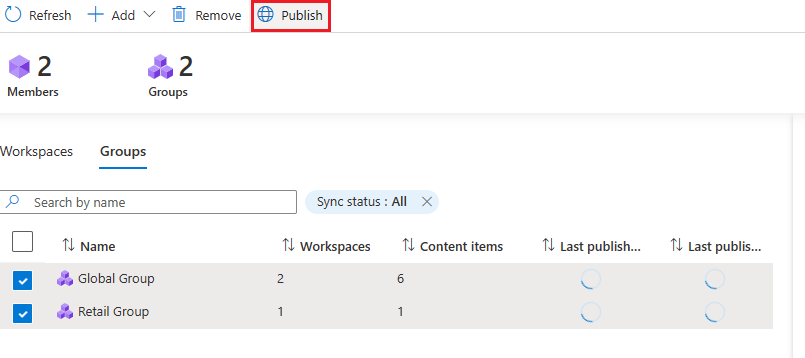 Refresh Add Remove Publish
2 2
Members Groups
Workspaces Groups
Search by name Sync status : All
Name Workspaces Content items Last publish... Last publis...
Global Group 2 6
Retail Group 1 1